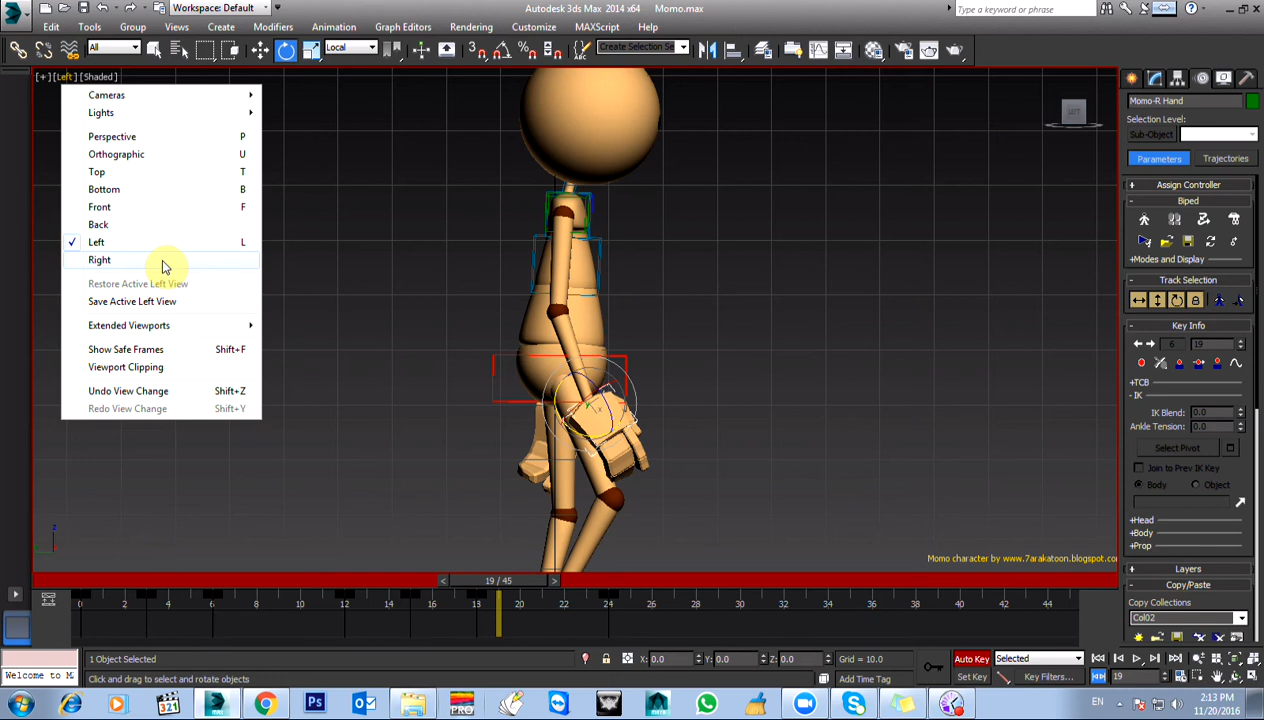 Workspace: Default
Autodesk 3ds Max 2014 x64
Momo.max
Type a keyword or phrase
Edit
Tools
Group
Views
Create
Modifiers
Animation
Graph Editors
Rendering
Customize
MAXScript
Help
All
Local
Create Selection Se
[+] [Left] [Shaded]
Cameras
Lights
Perspective P
Orthographic U
Top T
Bottom B
Front F
Back
Left L
Right
Restore Active Left View
Save Active Left View
Extended Viewports
Show Safe Frames Shift+F
Viewport Clipping
Undo View Change Shift+Z
Redo View Change Shift+Y
LEFT
z
x
Momo character by www.7arakatoon.blogspot.co
Momo-R Hand
Selection Level:
Sub-Object
Parameters
Trajectories
+ Assign Controller
- Biped
+Modes and Display
- Track Selection
- Key Info
6 19
+TCB
- IK
IK Blend: 0.0
Ankle Tension: 0.0
Select Pivot
Join to Prev IK Key
Body Object
+Head
+Body
+Prop
+ Layers
- Copy/Paste
Copy Collections
Col02
< 19 / 45 >
0 2 4 6 8 10 12 14 16 18 20 22 24 26 28 30 32 34 36 38 40 42 44
1 Object Selected
X: 0.0
Y: 0.0
Z: 0.0
Grid = 10.0
Auto Key
Selected
Welcome to M
Click and drag to select and rotate objects
Add Time Tag
Set Key
Key Filters...
19
321
Ps
PRO
EN
2:13 PM
11/20/2016